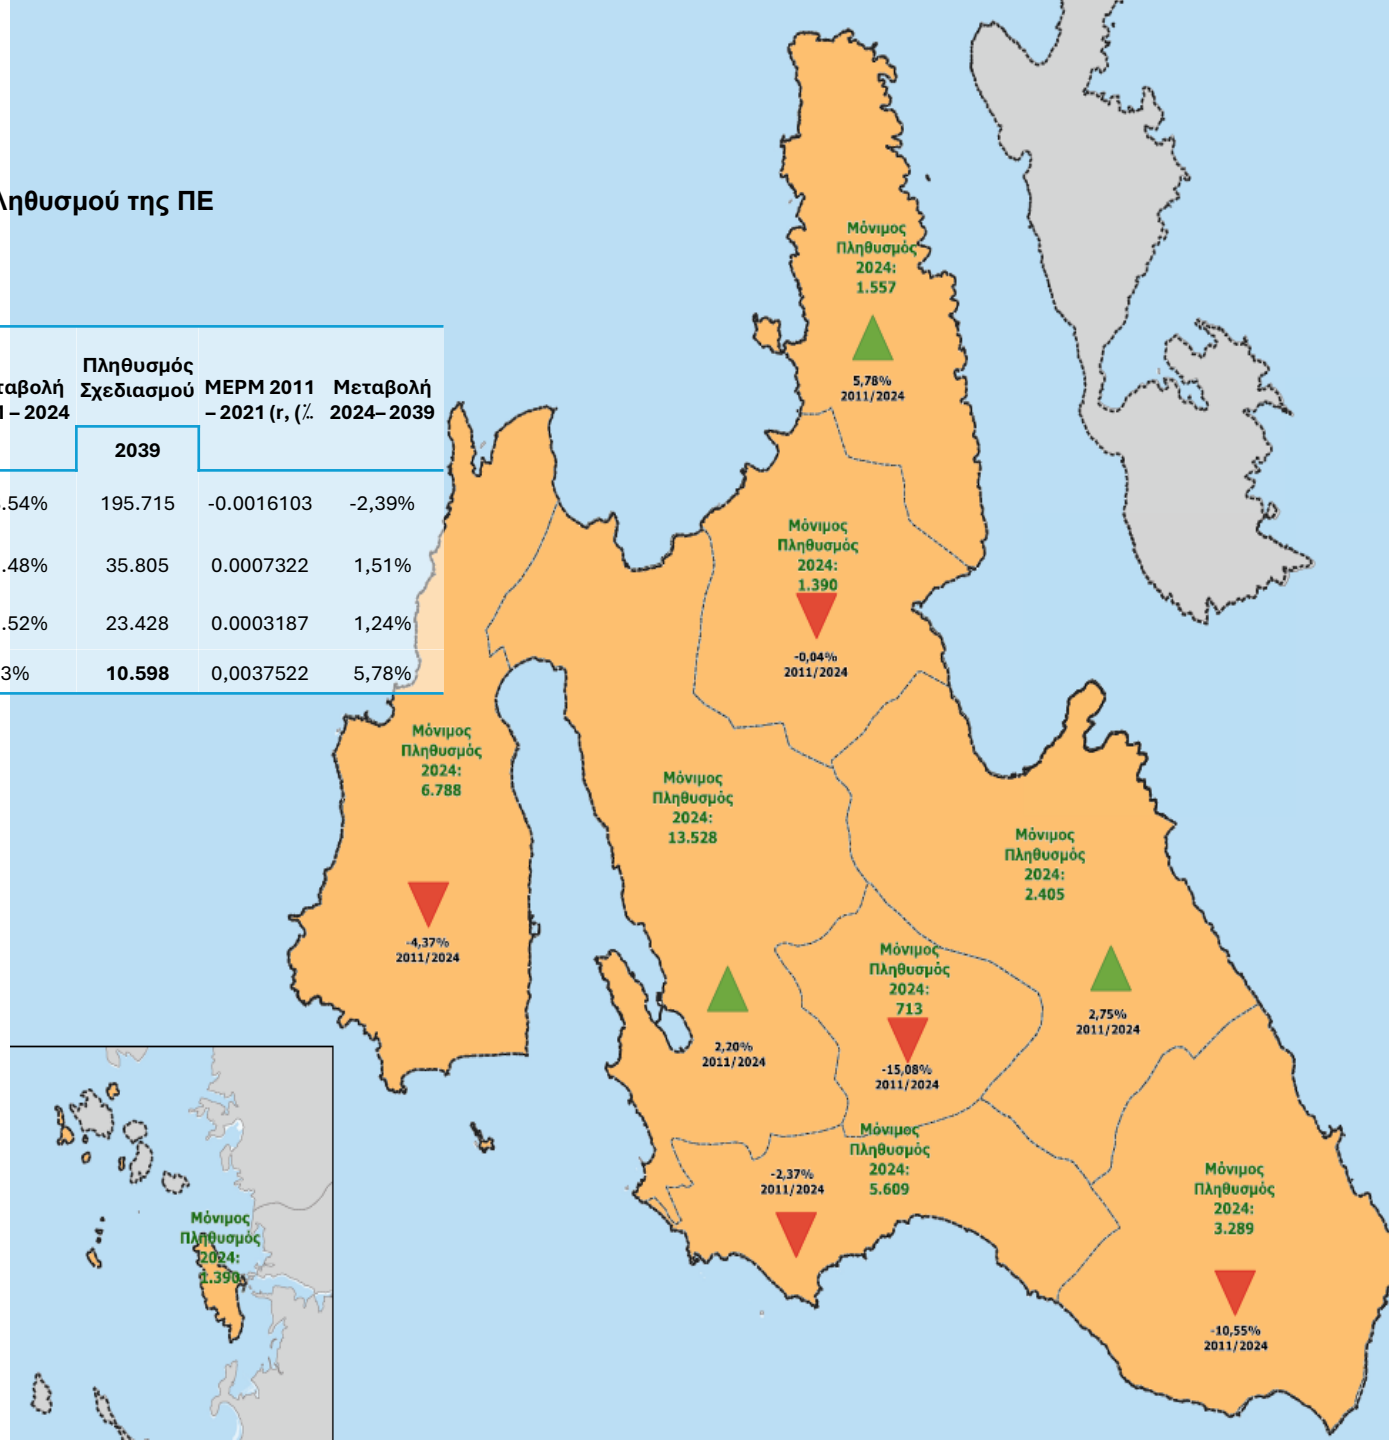 ληθυσμού της ΠΕ
ταβολή
– 2024
Πληθυσμός
Σχεδιασμού
2039
ΜΕΡΜ 2011
– 2021 (r, (٪.
Μεταβολή
2024– 2039
.54% 195.715 -0.0016103 -2,39%
.48% 35.805 0.0007322 1,51%
.52% 23.428 0.0003187 1,24%
3% 10.598 0,0037522 5,78%
Μόνιμος
Πληθυσμός
2024:
1.557
5,78%
2011/2024
Μόνιμος
Πληθυσμός
2024:
1.390
-0,04%
2011/2024
Μόνιμος
Πληθυσμός
2024:
6.788
-4,37%
2011/2024
Μόνιμος
Πληθυσμός
2024:
13.528
2,20%
2011/2024
Μόνιμος
Πληθυσμός
2024:
2.405
2,75%
2011/2024
Μόνιμος
Πληθυσμός
2024:
713
-15,08%
2011/2024
Μόνιμος
Πληθυσμός
2024:
5.609
-2,37%
2011/2024
Μόνιμος
Πληθυσμός
2024:
3.289
-10,55%
2011/2024
Μόνιμος
Πληθυσμός
2024:
1.390